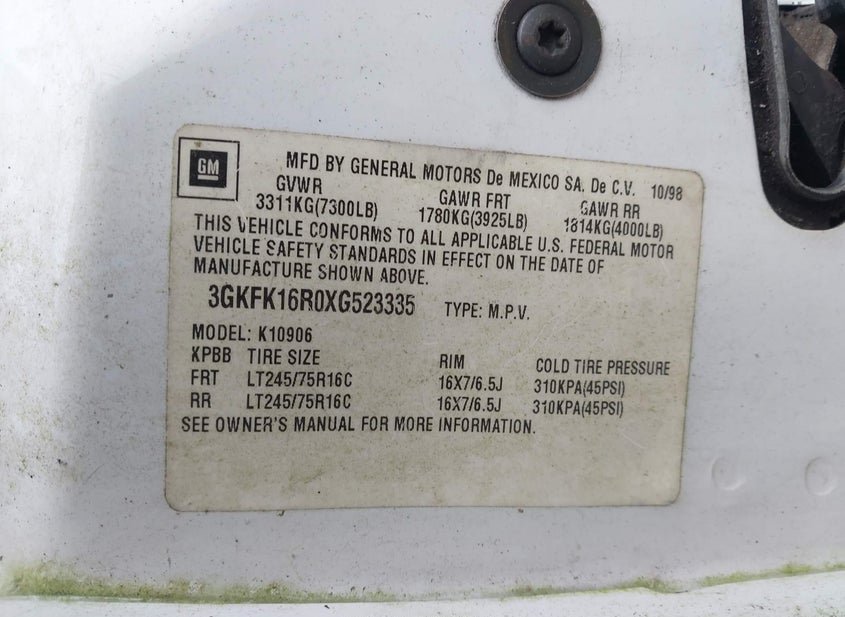 GM
MFD BY GENERAL MOTORS De MEXICO SA. De C.V. 10/98
GVWR GAWR FRT GAWR RR
3311KG(7300LB) 1780KG(3925LB) 1814KG(4000LB)
THIS VEHICLE CONFORMS TO ALL APPLICABLE U.S. FEDERAL MOTOR
VEHICLE SAFETY STANDARDS IN EFFECT ON THE DATE OF
MANUFACTURE SHOWN ABOVE.
3GKFK16R0XG523335 TYPE: M.P.V.
MODEL: K10906
KPBB TIRE SIZE RIM COLD TIRE PRESSURE
FRT LT245/75R16C 16X7/6.5J 310KPA(45PSI)
RR LT245/75R16C 16X7/6.5J 310KPA(45PSI)
SEE OWNER'S MANUAL FOR MORE INFORMATION.